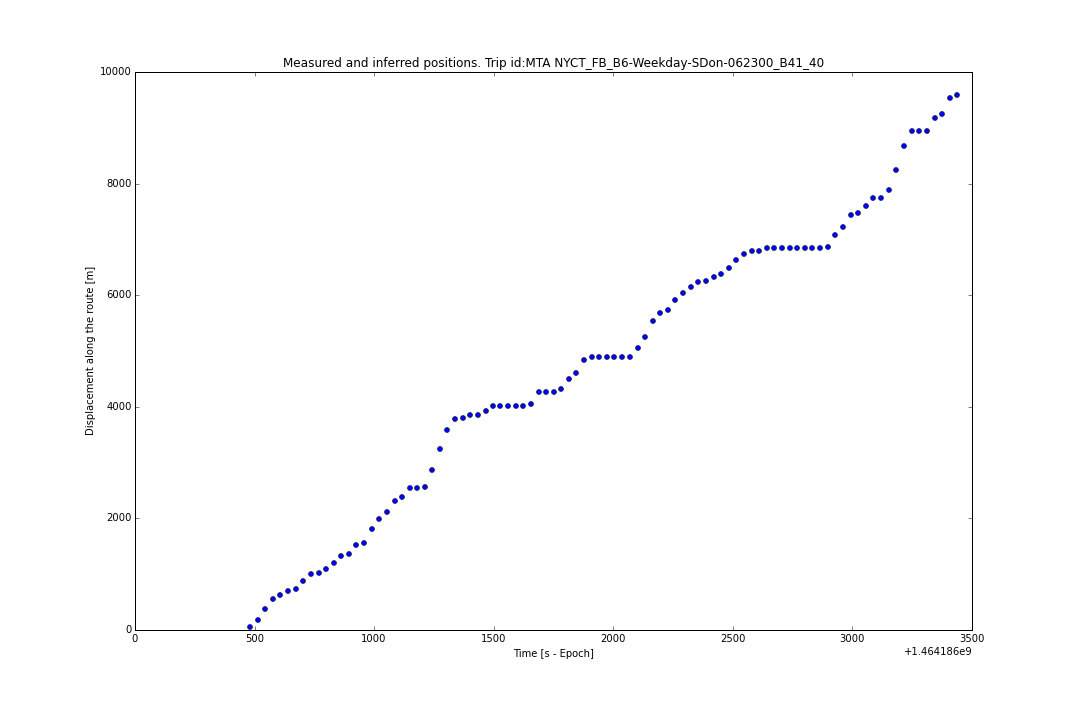 Measured and inferred positions. Trip id:MTA NYCT_FB_B6-Weekday-SDon-062300_B41_40
10000
8000
6000
4000
2000
0
Displacement along the route [m]
0 500 1000 1500 2000 2500 3000 3500
Time [s - Epoch]
+1.464186e9